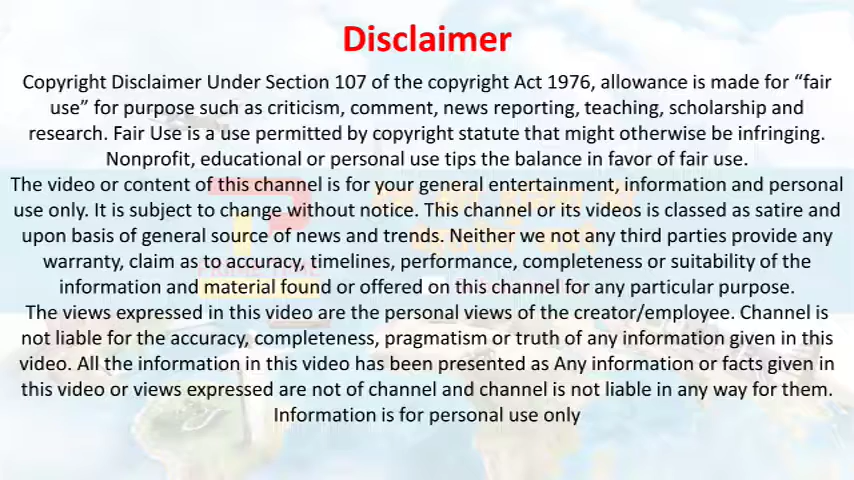 Disclaimer
Copyright Disclaimer Under Section 107 of the copyright Act 1976, allowance is made for “fair
use” for purpose such as criticism, comment, news reporting, teaching, scholarship and
research. Fair Use is a use permitted by copyright statute that might otherwise be infringing.
Nonprofit, educational or personal use tips the balance in favor of fair use.
The video or content of this channel is for your general entertainment, information and personal
use only. It is subject to change without notice. This channel or its videos is classed as satire and
upon basis of general source of news and trends. Neither we not any third parties provide any
warranty, claim as to accuracy, timelines, performance, completeness or suitability of the
information and material found or offered on this channel for any particular purpose.
The views expressed in this video are the personal views of the creator/employee. Channel is
not liable for the accuracy, completeness, pragmatism or truth of any information given in this
video. All the information in this video has been presented as Any information or facts given in
this video or views expressed are not of channel and channel is not liable in any way for them.
Information is for personal use only